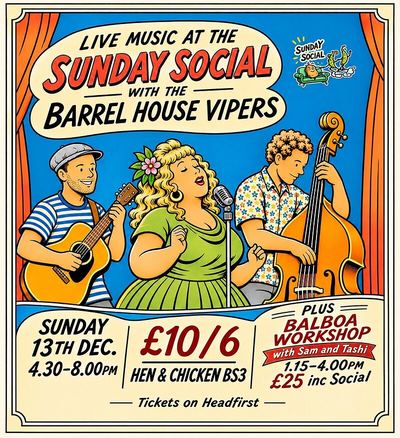 LIVE MUSIC AT THE
SUNDAY SOCIAL
WITH THE
BARREL HOUSE VIPERS
SUNDAY
SOCIAL
SUNDAY
13TH DEC.
4.30-8.00PM
£10/6
HEN & CHICKEN BS3
PLUS
BALBOA
WORKSHOP
with Sam and Tashi
1.15-4.00PM
£25 inc Social
Tickets on Headfirst